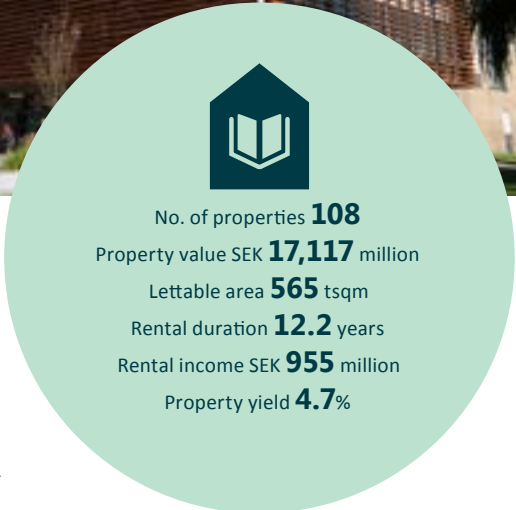 No. of properties 108
Property value SEK 17,117 million
Lettable area 565 tsqm
Rental duration 12.2 years
Rental income SEK 955 million
Property yield 4.7%